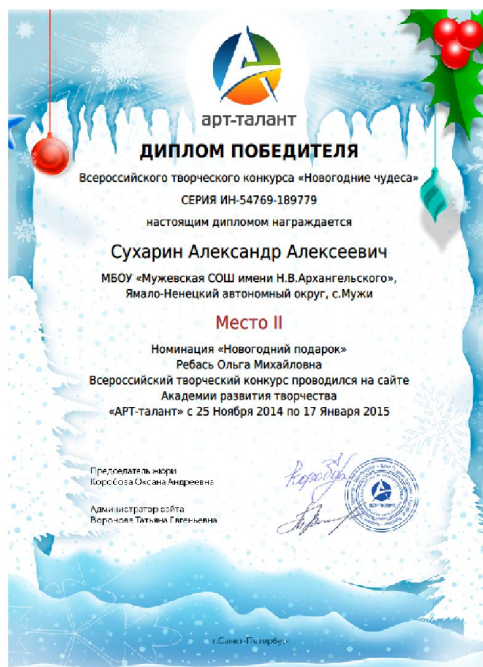 арт-талант
ДИПЛОМ ПОБЕДИТЕЛЯ
Всероссийского творческого конкурса «Новогодние чудеса»
СЕРИЯ ИН-54769-189779
настоящим дипломом награждается
Сухарин Александр Алексеевич
МБОУ «Мужевская СОШ имени Н.В.Архангельского»,
Ямало-Ненецкий автономный округ, с.Мужи
Место II
Номинация «Новогодний подарок»
Ребась Ольга Михайловна
Всероссийский творческий конкурс проводился на сайте
Академии развития творчества
«АРТ-талант» с 25 Ноября 2014 по 17 Января 2015
Председатель жюри
Коробова Оксана Андреевна
Администратор сайта
Воронова Татьяна Евгеньевна
арт-талант
г.Санкт-Петербург